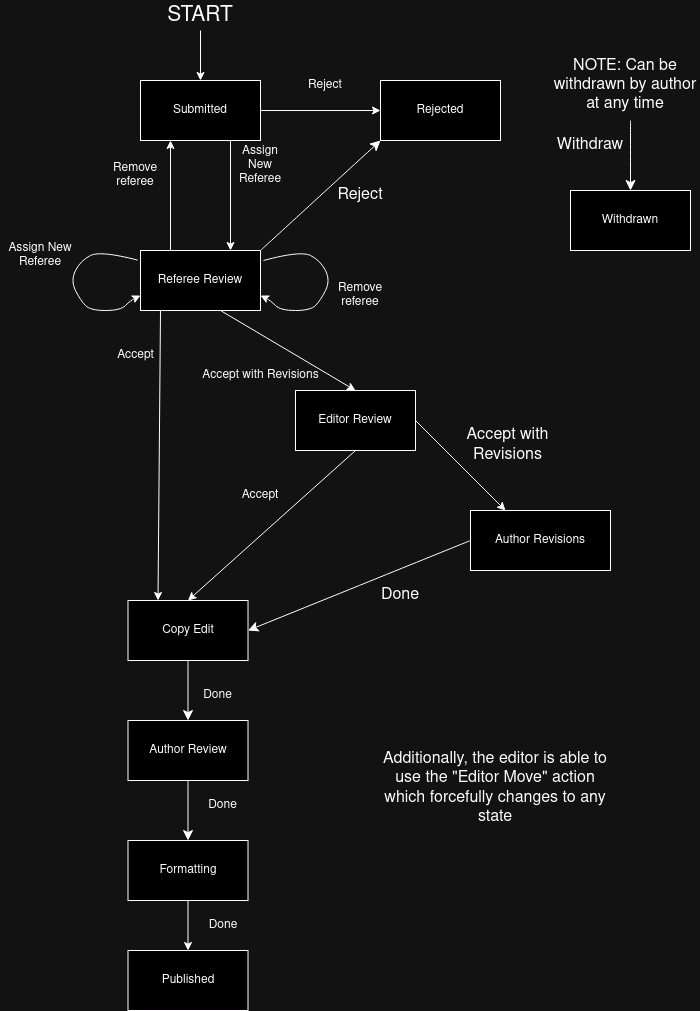 START
NOTE: Can be
withdrawn by author
at any time
Reject
Submitted
Rejected
Withdraw
Assign
New
Referee
Remove
referee
Reject
Withdrawn
Assign New
Referee
Referee Review
Remove
referee
Accept
Accept with Revisions
Editor Review
Accept with
Revisions
Accept
Author Revisions
Done
Copy Edit
Done
Author Review
Additionally, the editor is able to
use the "Editor Move" action
which forcefully changes to any
state
Done
Formatting
Done
Published